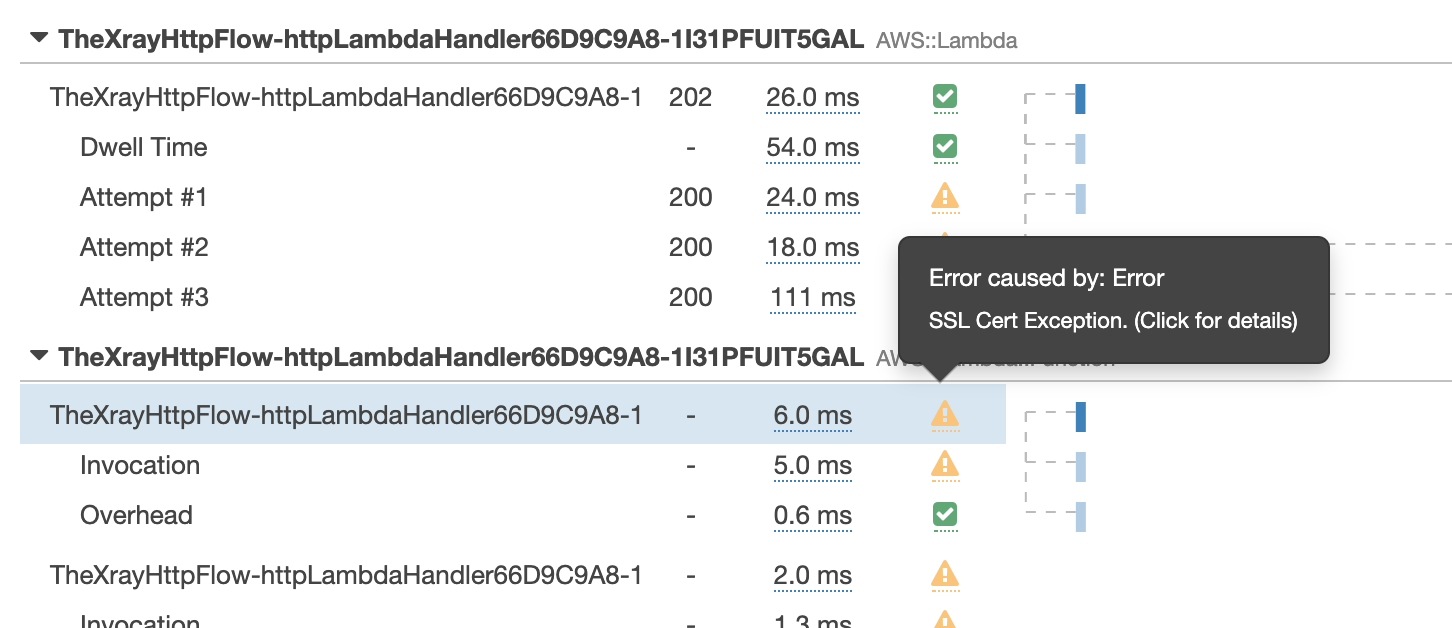 TheXrayHttpFlow-httpLambdaHandler66D9C9A8-1I31PFUIT5GAL AWS::Lambda
TheXrayHttpFlow-httpLambdaHandler66D9C9A8-1 202 26.0 ms
Dwell Time - 54.0 ms
Attempt #1 200 24.0 ms
Attempt #2 200 18.0 ms
Error caused by: Error
Attempt #3 200 111 ms
SSL Cert Exception. (Click for details)
TheXrayHttpFlow-httpLambdaHandler66D9C9A8-1I31PFUIT5GAL
TheXrayHttpFlow-httpLambdaHandler66D9C9A8-1 - 6.0 ms
Invocation - 5.0 ms
Overhead - 0.6 ms
TheXrayHttpFlow-httpLambdaHandler66D9C9A8-1 - 2.0 ms
Invocation - 1.3 ms